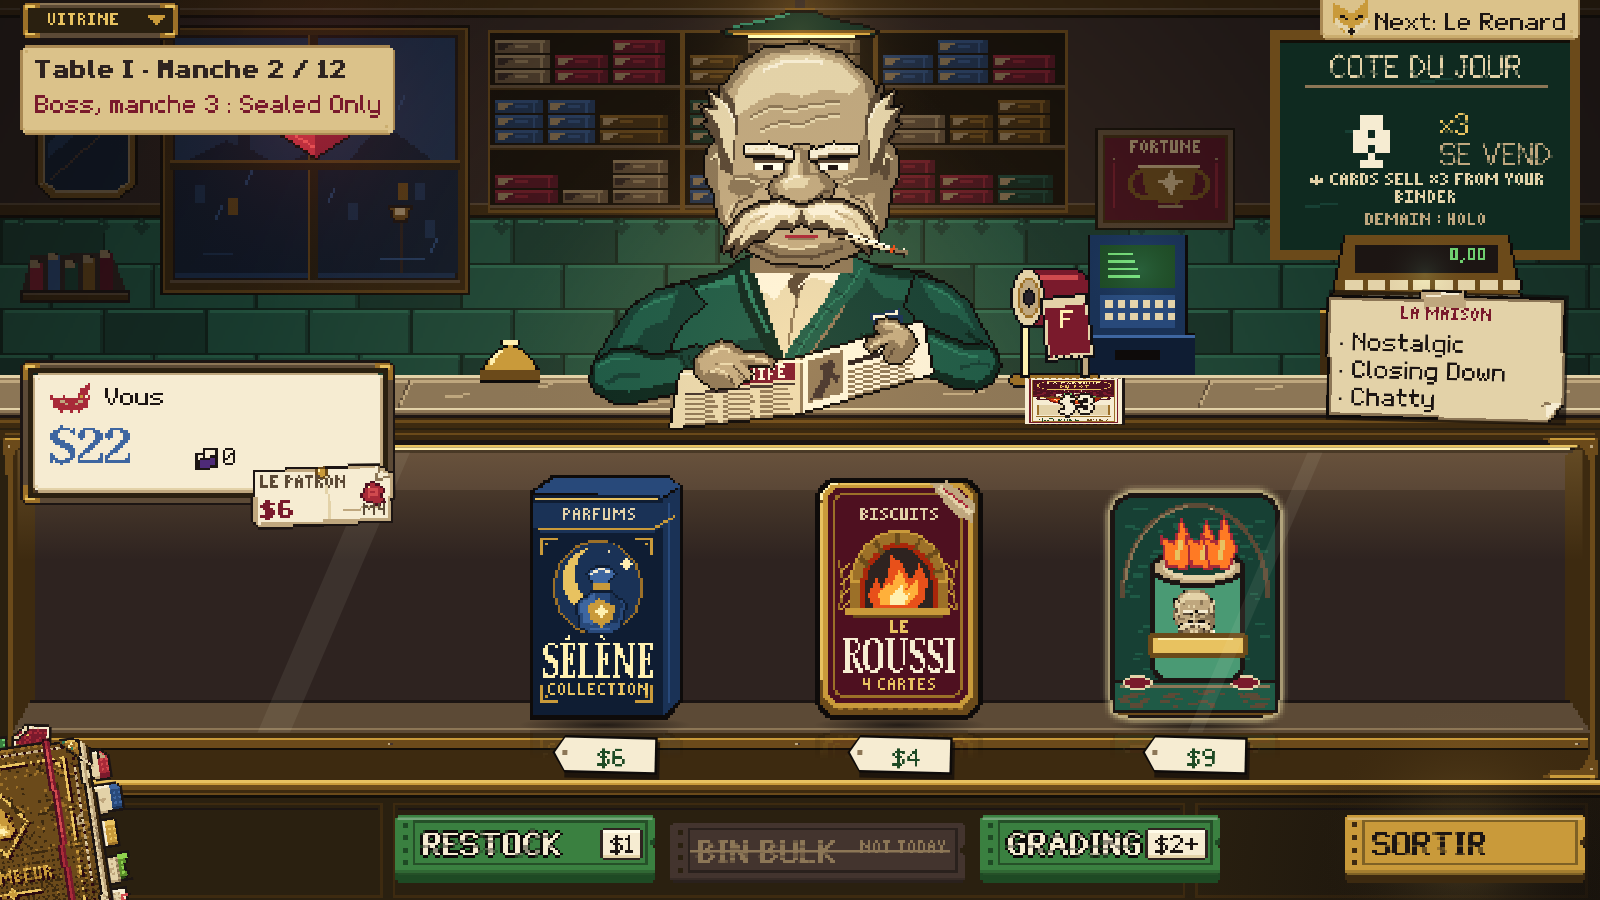 VITRINE
Table I · Manche 2 / 12
Boss, manche 3 : Sealed Only
Next: Le Renard
COTE DU JOUR
x3
SE VEND
CARDS SELL x3 FROM YOUR
BINDER
DEMAIN : HOLO
FORTUNE
0,00
LA MAISON
· Nostalgic
· Closing Down
· Chatty
F
Vous
$22
0
LE PATRON
$6
PARFUMS
SÉLÈNE
COLLECTION
BISCUITS
LE
ROUSSI
4 CARTES
$6
$4
$9
RESTOCK $1
BIN BULK NOT TODAY
GRADING $2+
SORTIR